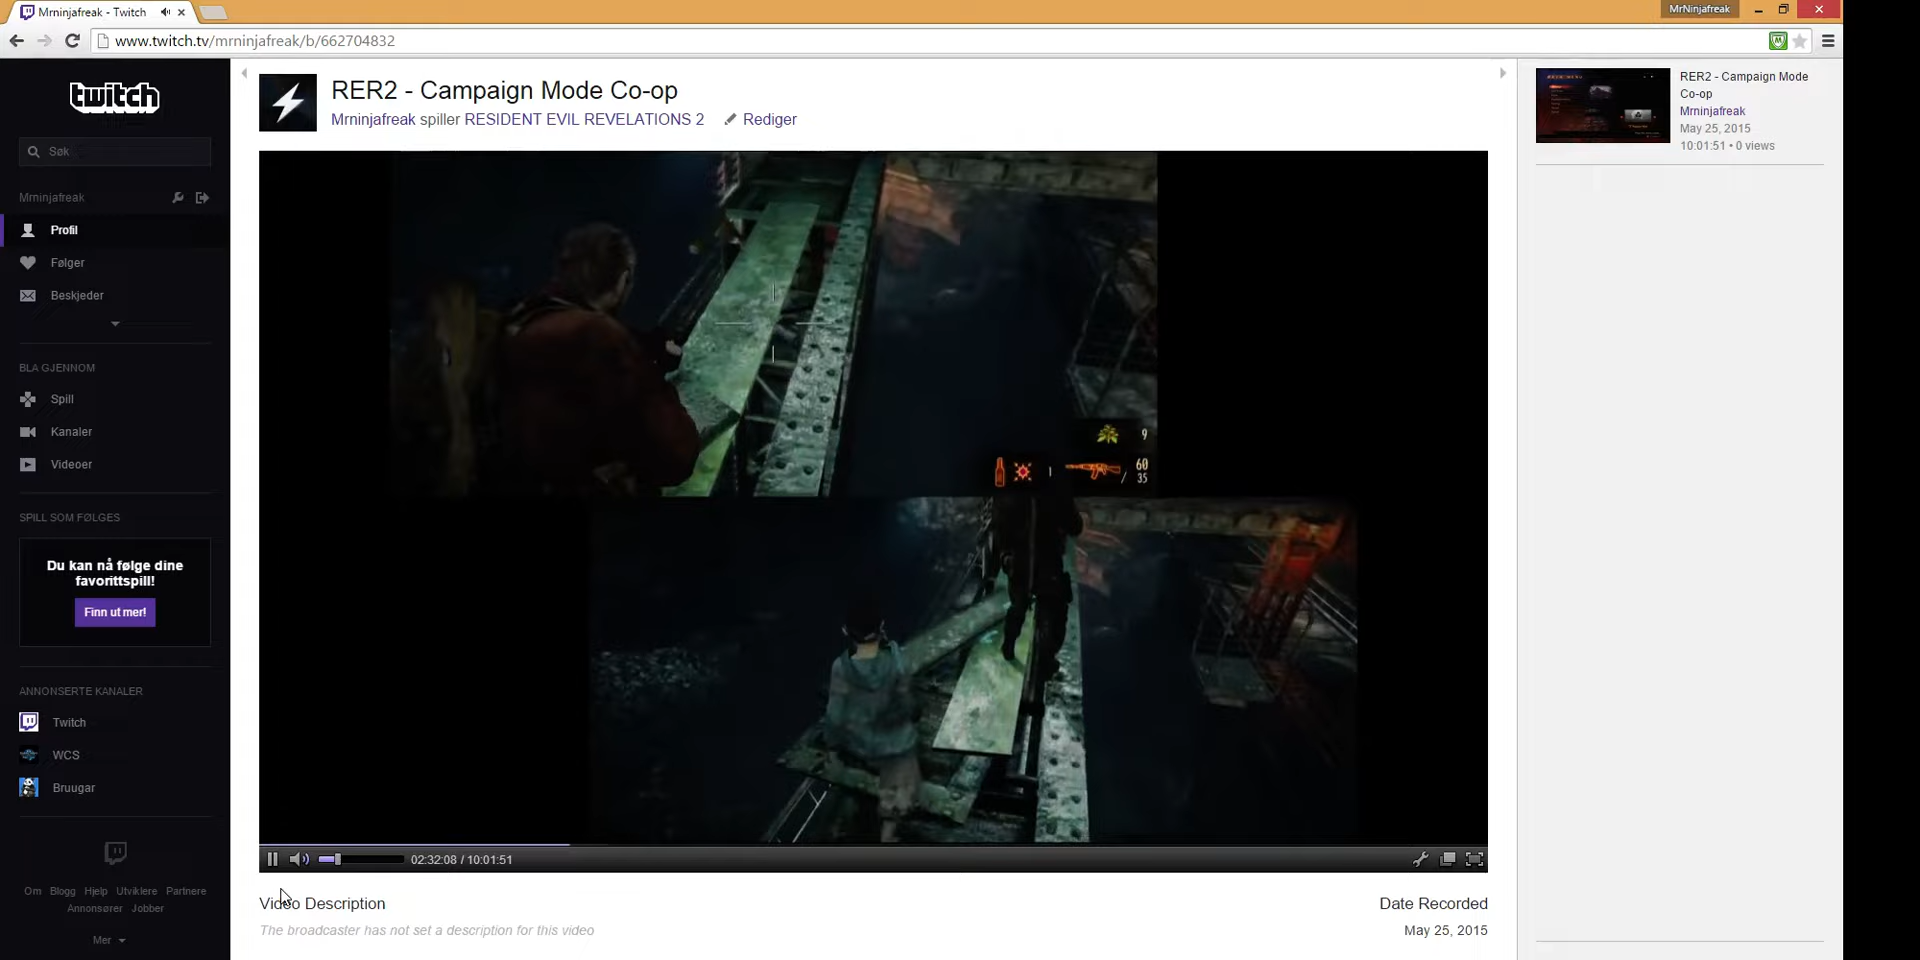 Mrninjafreak - Twitch
MrNinjafreak
www.twitch.tv/mrninjafreak/b/662704832
twitch
Søk
Mrninjafreak
Profil
Følger
Beskjeder
BLA GJENNOM
Spill
Kanaler
Videoer
SPILL SOM FØLGES
Du kan nå følge dine
favorittspill!
Finn ut mer!
ANNONSERTE KANALER
Twitch
WCS
Bruugar
Om Blogg Hjelp Utviklere Partnere
Annonsører Jobber
Mer
RER2 - Campaign Mode Co-op
Mrninjafreak spiller RESIDENT EVIL REVELATIONS 2 Rediger
9
60
/ 35
02:32:08 / 10:01:51
Video Description
The broadcaster has not set a description for this video
Date Recorded
May 25, 2015
RER2 - Campaign Mode
Co-op
Mrninjafreak
May 25, 2015
10:01:51 • 0 views